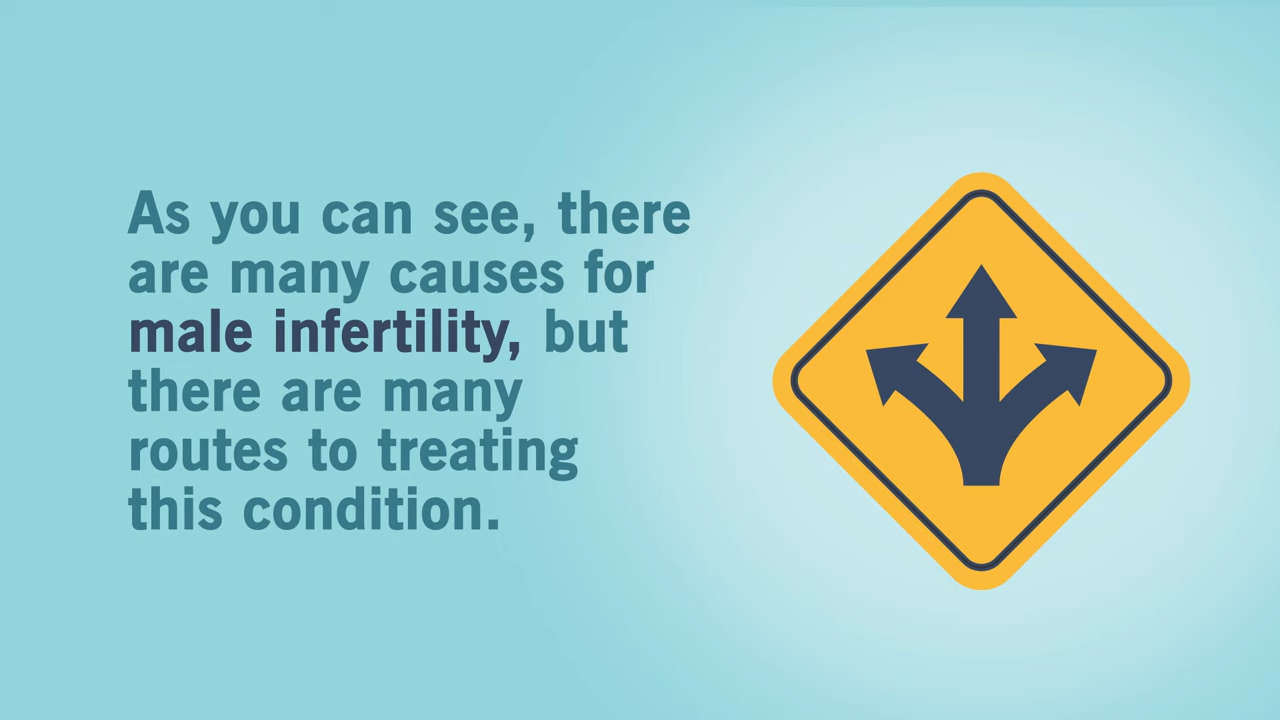 As you can see, there
are many causes for
male infertility, but
there are many
routes to treating
this condition.